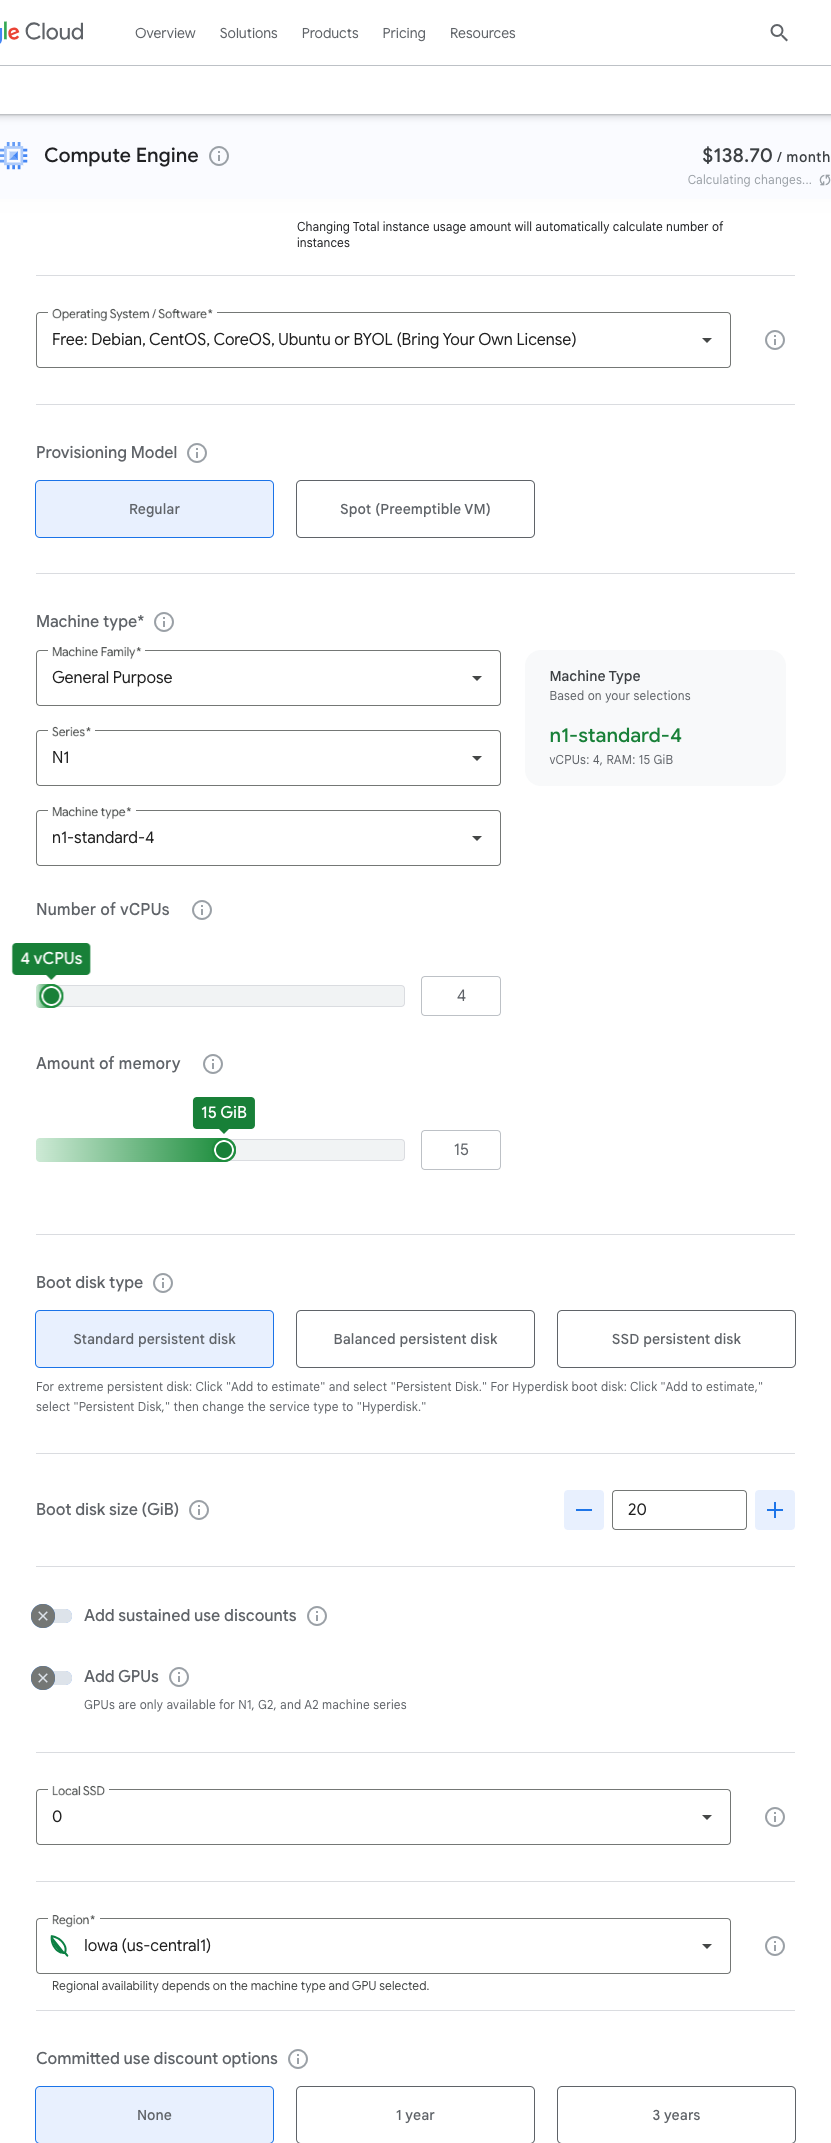 le Cloud
Overview Solutions Products Pricing Resources
Compute Engine
$138.70 / month
Calculating changes...
Changing Total instance usage amount will automatically calculate number of
instances
Operating System / Software*
Free: Debian, CentOS, CoreOS, Ubuntu or BYOL (Bring Your Own License)
Provisioning Model
Regular Spot (Preemptible VM)
Machine type*
Machine Family*
General Purpose
Series*
N1
Machine type*
n1-standard-4
Machine Type
Based on your selections
n1-standard-4
vCPUs: 4, RAM: 15 GiB
Number of vCPUs
4 vCPUs
4
Amount of memory
15 GiB
15
Boot disk type
Standard persistent disk Balanced persistent disk SSD persistent disk
For extreme persistent disk: Click "Add to estimate" and select "Persistent Disk." For Hyperdisk boot disk: Click "Add to estimate,"
select "Persistent Disk," then change the service type to "Hyperdisk."
Boot disk size (GiB)
20
Add sustained use discounts
Add GPUs
GPUs are only available for N1, G2, and A2 machine series
Local SSD
0
Region*
Iowa (us-central1)
Regional availability depends on the machine type and GPU selected.
Committed use discount options
None 1 year 3 years